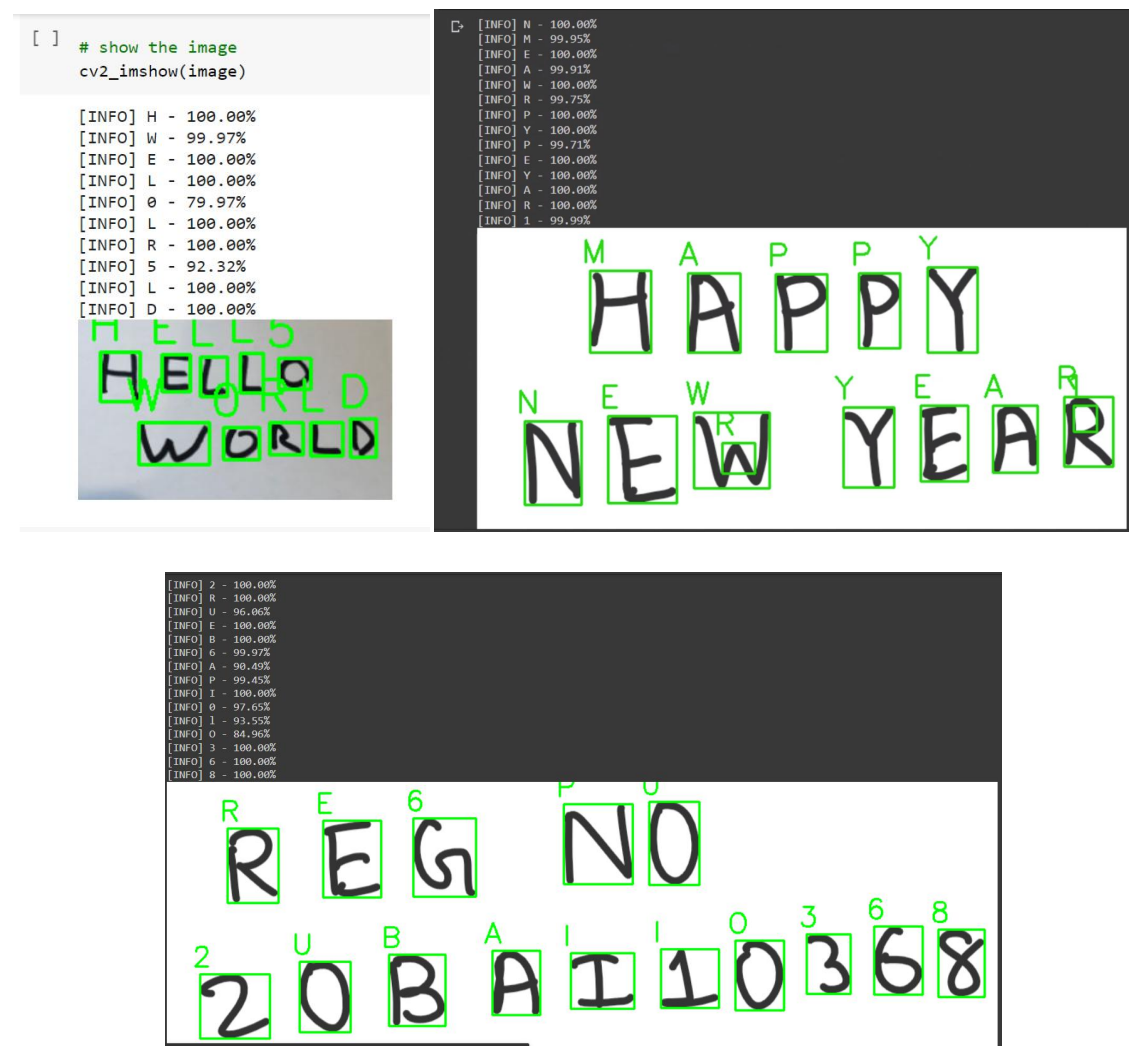 [ ] # show the image
cv2_imshow(image)
[INFO] H - 100.00%
[INFO] W - 99.97%
[INFO] E - 100.00%
[INFO] L - 100.00%
[INFO] 0 - 79.97%
[INFO] L - 100.00%
[INFO] R - 100.00%
[INFO] 5 - 92.32%
[INFO] L - 100.00%
[INFO] D - 100.00%
H E L L 5
HELLO
W O R L D
WORLD
[INFO] N - 100.00%
[INFO] M - 99.95%
[INFO] E - 100.00%
[INFO] A - 99.91%
[INFO] W - 100.00%
[INFO] R - 99.75%
[INFO] P - 100.00%
[INFO] Y - 100.00%
[INFO] P - 99.71%
[INFO] E - 100.00%
[INFO] Y - 100.00%
[INFO] A - 100.00%
[INFO] R - 100.00%
[INFO] 1 - 99.99%
M A P P Y
HAPPY
N E W R Y E A R 1
NEW YEAR
[INFO] 2 - 100.00%
[INFO] R - 100.00%
[INFO] U - 96.06%
[INFO] E - 100.00%
[INFO] B - 100.00%
[INFO] 6 - 99.97%
[INFO] A - 90.49%
[INFO] P - 99.45%
[INFO] I - 100.00%
[INFO] 0 - 97.65%
[INFO] l - 93.55%
[INFO] O - 84.96%
[INFO] 3 - 100.00%
[INFO] 6 - 100.00%
[INFO] 8 - 100.00%
R E 6 P
REG NO
2 U B A I l O 3 6 8
20BAI10368